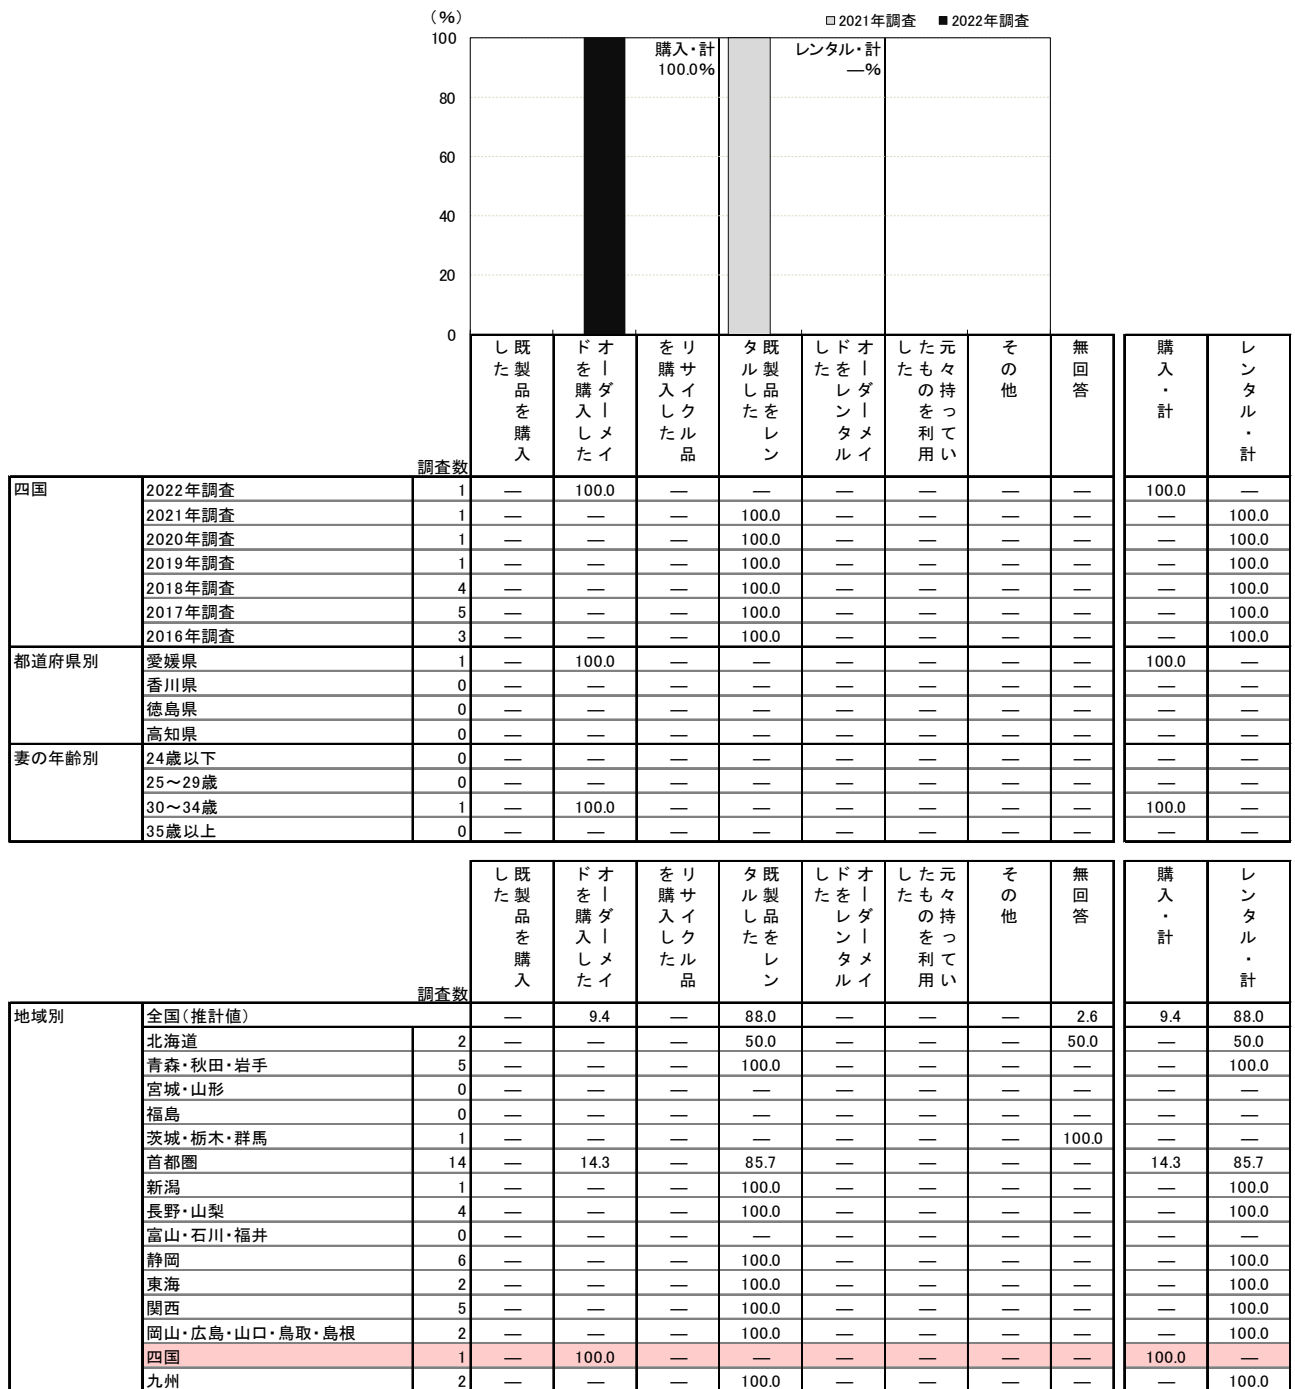 （％）
□2021年調査 ■2022年調査
100
80
60
40
20
0
購入・計
100.0%
レンタル・計
―%
調査数 既製品を購入した オーダーメイドを購入した リサイクル品を購入した 既製品をレンタルした オーダーメイドをレンタルした 元々持っていたものを利用した その他 無回答 購入・計 レンタル・計
四国 2022年調査 1 ― 100.0 ― ― ― ― ― ― 100.0 ―
2021年調査 1 ― ― ― 100.0 ― ― ― ― ― 100.0
2020年調査 1 ― ― ― 100.0 ― ― ― ― ― 100.0
2019年調査 1 ― ― ― 100.0 ― ― ― ― ― 100.0
2018年調査 4 ― ― ― 100.0 ― ― ― ― ― 100.0
2017年調査 5 ― ― ― 100.0 ― ― ― ― ― 100.0
2016年調査 3 ― ― ― 100.0 ― ― ― ― ― 100.0
都道府県別 愛媛県 1 ― 100.0 ― ― ― ― ― ― 100.0 ―
香川県 0 ― ― ― ― ― ― ― ― ― ―
徳島県 0 ― ― ― ― ― ― ― ― ― ―
高知県 0 ― ― ― ― ― ― ― ― ― ―
妻の年齢別 24歳以下 0 ― ― ― ― ― ― ― ― ― ―
25～29歳 0 ― ― ― ― ― ― ― ― ― ―
30～34歳 1 ― 100.0 ― ― ― ― ― ― 100.0 ―
35歳以上 0 ― ― ― ― ― ― ― ― ― ―
調査数 既製品を購入した オーダーメイドを購入した リサイクル品を購入した 既製品をレンタルした オーダーメイドをレンタルした 元々持っていたものを利用した その他 無回答 購入・計 レンタル・計
地域別 全国（推計値） ― 9.4 ― 88.0 ― ― ― 2.6 9.4 88.0
北海道 2 ― ― ― 50.0 ― ― ― 50.0 ― 50.0
青森・秋田・岩手 5 ― ― ― 100.0 ― ― ― ― ― 100.0
宮城・山形 0 ― ― ― ― ― ― ― ― ― ―
福島 0 ― ― ― ― ― ― ― ― ― ―
茨城・栃木・群馬 1 ― ― ― ― ― ― ― 100.0 ― ―
首都圏 14 ― 14.3 ― 85.7 ― ― ― ― 14.3 85.7
新潟 1 ― ― ― 100.0 ― ― ― ― ― 100.0
長野・山梨 4 ― ― ― 100.0 ― ― ― ― ― 100.0
富山・石川・福井 0 ― ― ― ― ― ― ― ― ― ―
静岡 6 ― ― ― 100.0 ― ― ― ― ― 100.0
東海 2 ― ― ― 100.0 ― ― ― ― ― 100.0
関西 5 ― ― ― 100.0 ― ― ― ― ― 100.0
岡山・広島・山口・鳥取・島根 2 ― ― ― 100.0 ― ― ― ― ― 100.0
四国 1 ― 100.0 ― ― ― ― ― ― 100.0 ―
九州 2 ― ― ― 100.0 ― ― ― ― ― 100.0